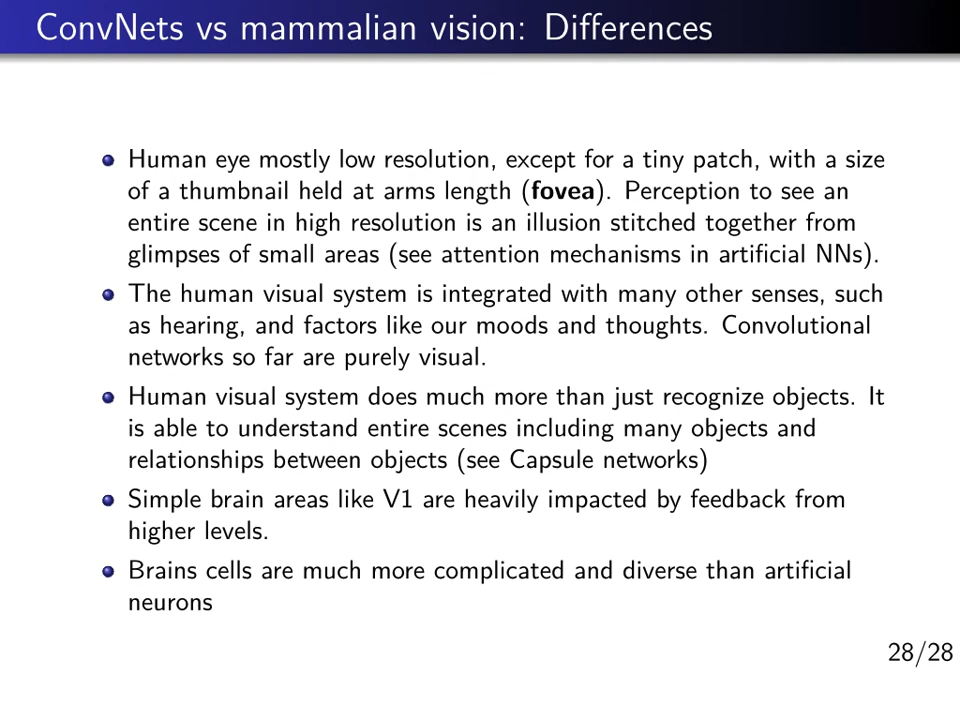 ConvNets vs mammalian vision: Differences
Human eye mostly low resolution, except for a tiny patch, with a size
of a thumbnail held at arms length (fovea). Perception to see an
entire scene in high resolution is an illusion stitched together from
glimpses of small areas (see attention mechanisms in artificial NNs).
The human visual system is integrated with many other senses, such
as hearing, and factors like our moods and thoughts. Convolutional
networks so far are purely visual.
Human visual system does much more than just recognize objects. It
is able to understand entire scenes including many objects and
relationships between objects (see Capsule networks)
Simple brain areas like V1 are heavily impacted by feedback from
higher levels.
Brains cells are much more complicated and diverse than artificial
neurons
28/28